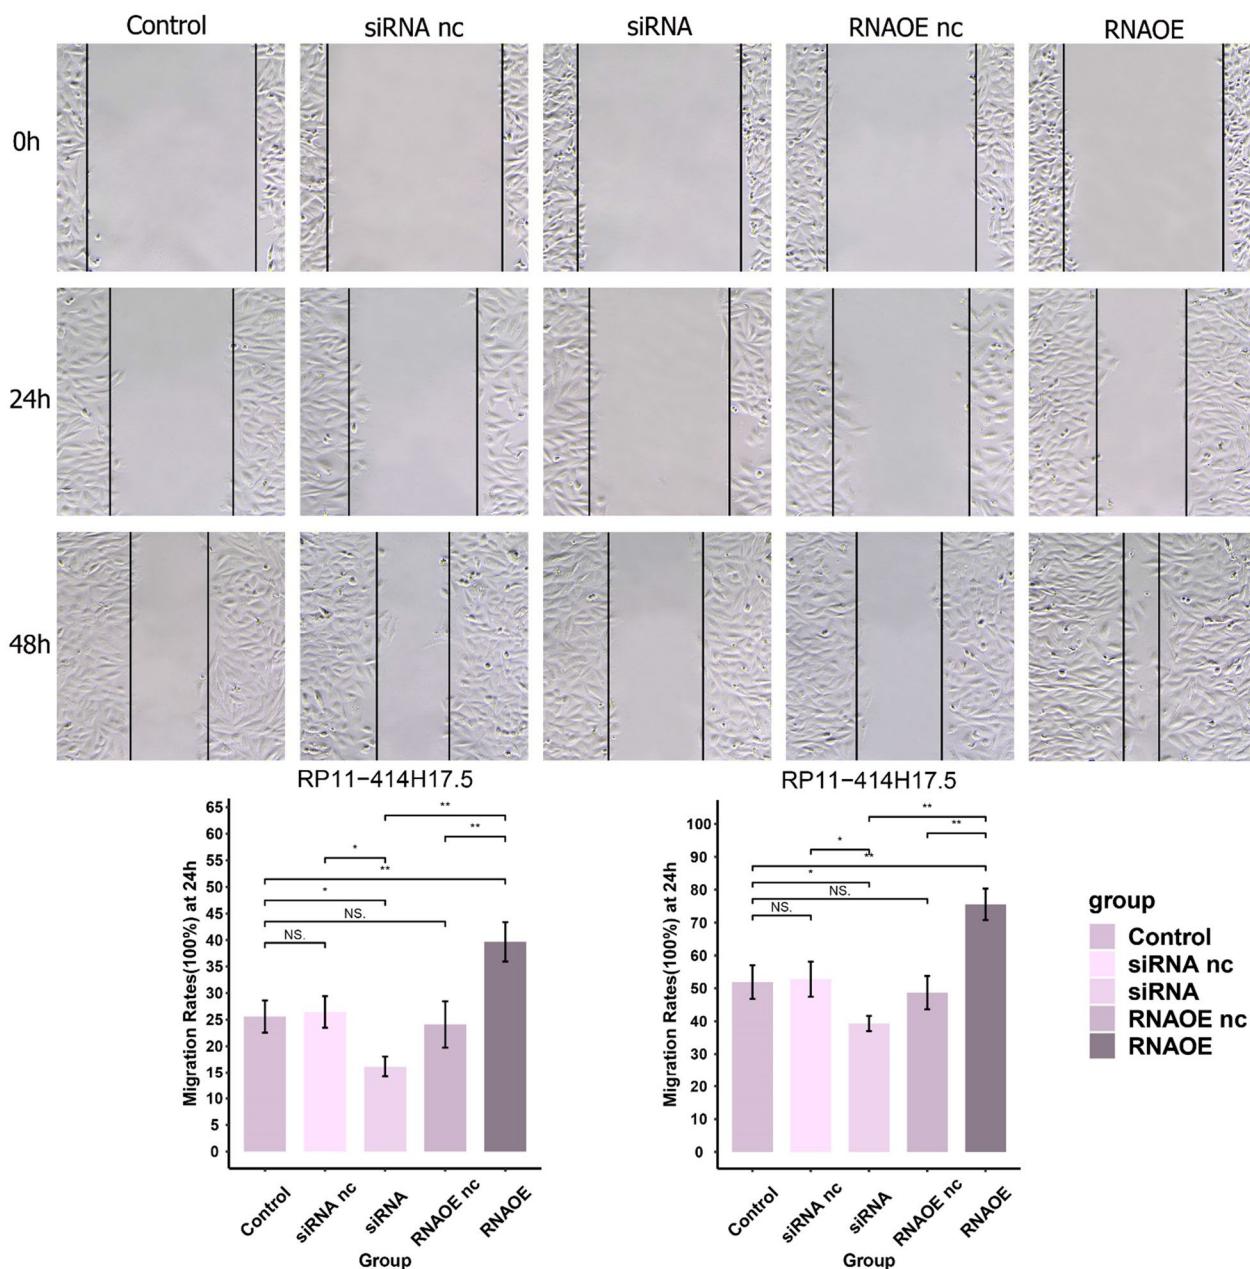 Control siRNA nc siRNA RNAOE nc RNAOE
0h
24h
48h
RP11−414H17.5
Migration Rates(100%) at 24h
65
60
55
50
45
40
35
30
25
20
15
10
5
0
**
**
*
**
*
NS.
NS.
Control
siRNA nc
siRNA
RNAOE nc
RNAOE
Group
RP11−414H17.5
Migration Rates(100%) at 24h
100
90
80
70
60
50
40
30
20
10
0
**
**
*
**
*
NS.
NS.
Control
siRNA nc
siRNA
RNAOE nc
RNAOE
Group
group
Control
siRNA nc
siRNA
RNAOE nc
RNAOE